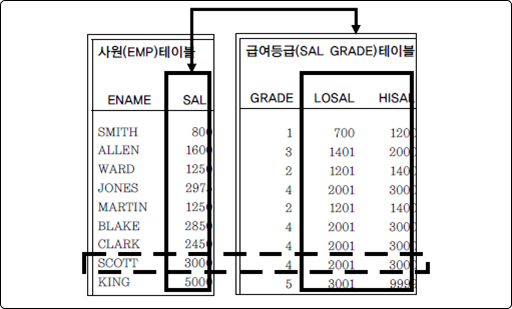 사원(EMP)테이블
ENAME SAL
SMITH 800
ALLEN 1600
WARD 1250
JONES 2975
MARTIN 1250
BLAKE 2850
CLARK 2450
SCOTT 3000
KING 5000
급여등급(SAL GRADE)테이블
GRADE LOSAL HISAL
1 700 1200
3 1401 2000
2 1201 1400
4 2001 3000
2 1201 1400
4 2001 3000
4 2001 3000
4 2001 3000
5 3001 9999